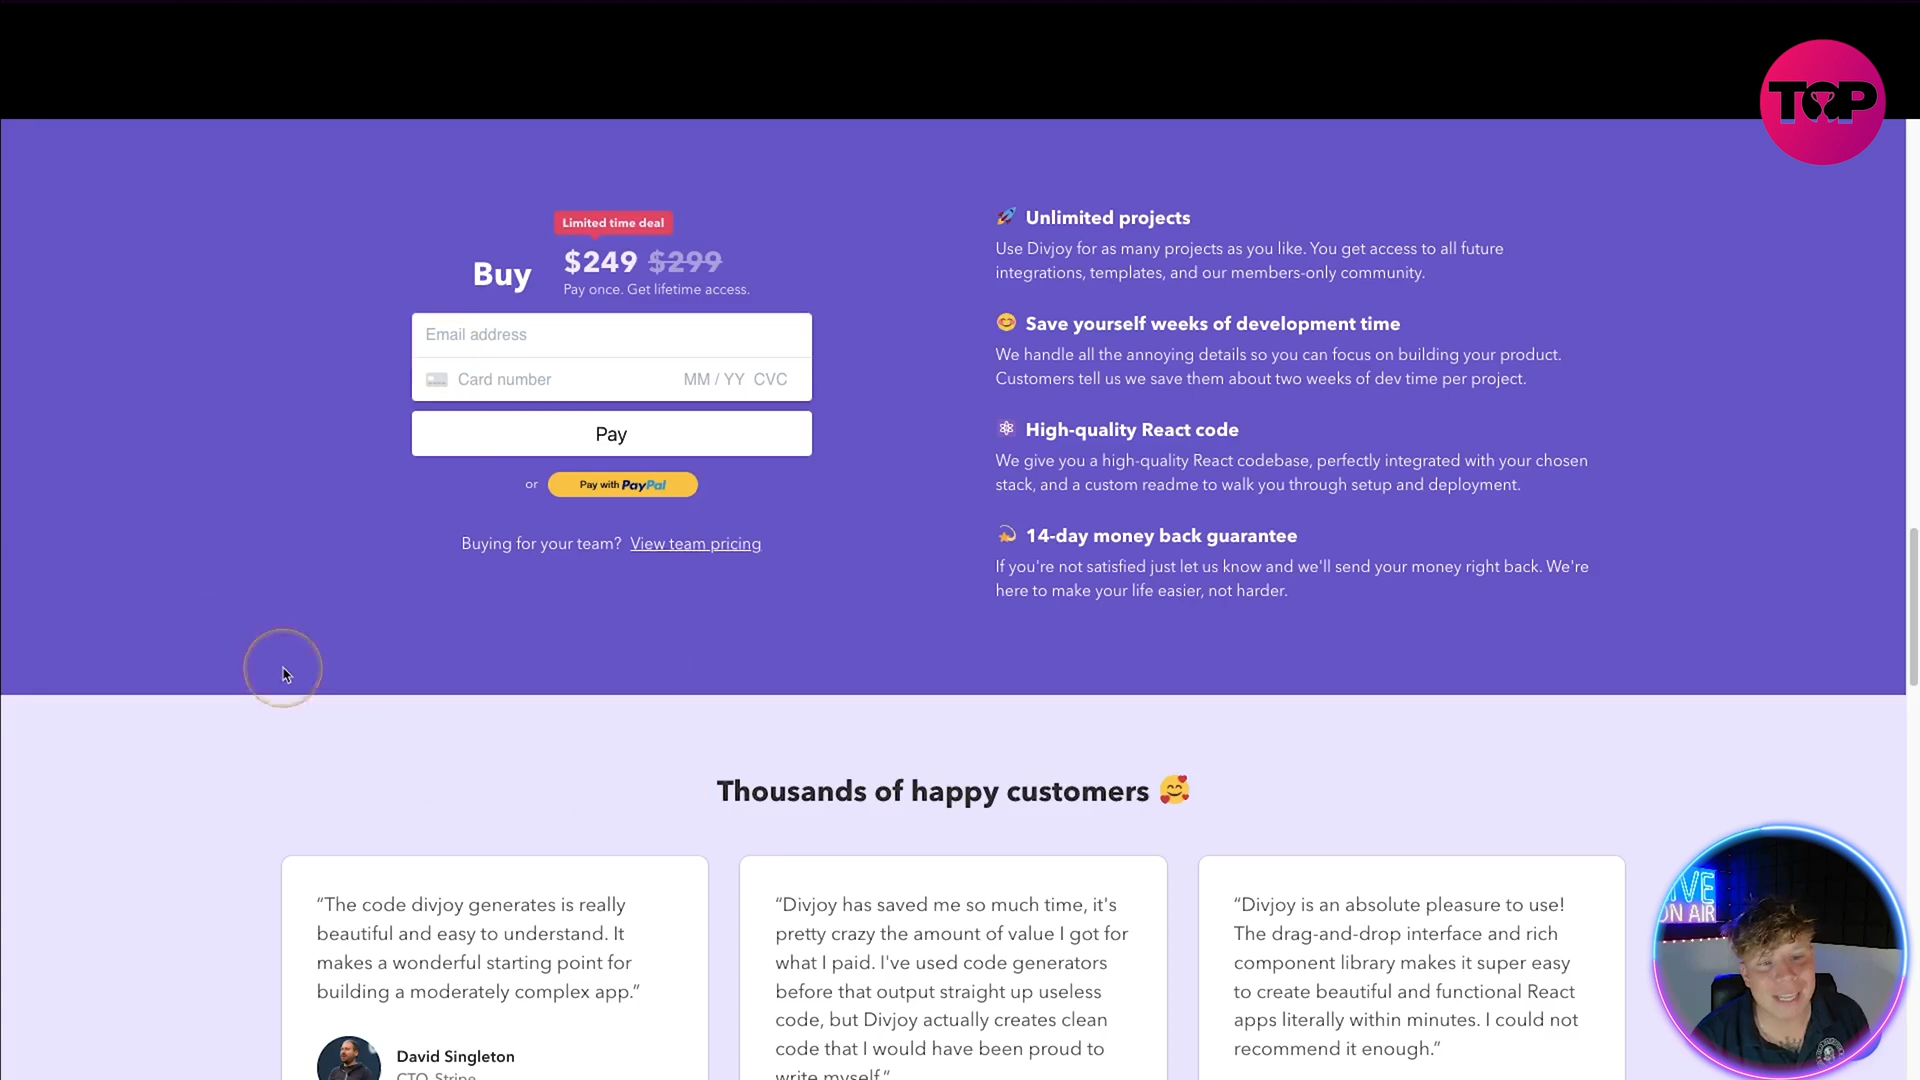 TOP
Limited time deal
Buy
$249 $299
Pay once. Get lifetime access.
Email address
Card number MM / YY CVC
Pay
or Pay with PayPal
Buying for your team? View team pricing
🚀 Unlimited projects
Use Divjoy for as many projects as you like. You get access to all future
integrations, templates, and our members-only community.
😊 Save yourself weeks of development time
We handle all the annoying details so you can focus on building your product.
Customers tell us we save them about two weeks of dev time per project.
⚛ High-quality React code
We give you a high-quality React codebase, perfectly integrated with your chosen
stack, and a custom readme to walk you through setup and deployment.
💫 14-day money back guarantee
If you're not satisfied just let us know and we'll send your money right back. We're
here to make your life easier, not harder.
Thousands of happy customers 🥰
“The code divjoy generates is really
beautiful and easy to understand. It
makes a wonderful starting point for
building a moderately complex app.”
David Singleton
CTO, Stripe
“Divjoy has saved me so much time, it's
pretty crazy the amount of value I got for
what I paid. I've used code generators
before that output straight up useless
code, but Divjoy actually creates clean
code that I would have been proud to
write myself.”
“Divjoy is an absolute pleasure to use!
The drag-and-drop interface and rich
component library makes it super easy
to create beautiful and functional React
apps literally within minutes. I could not
recommend it enough.”
ON AIR